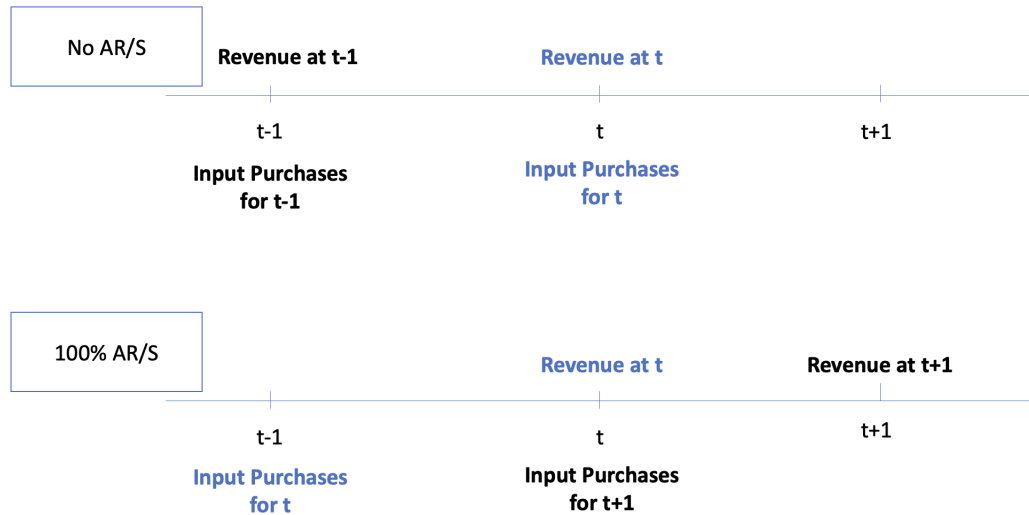 No AR/S
Revenue at t-1
Revenue at t
t-1
t
t+1
Input Purchases
for t-1
Input Purchases
for t
100% AR/S
Revenue at t
Revenue at t+1
t-1
t
t+1
Input Purchases
for t
Input Purchases
for t+1